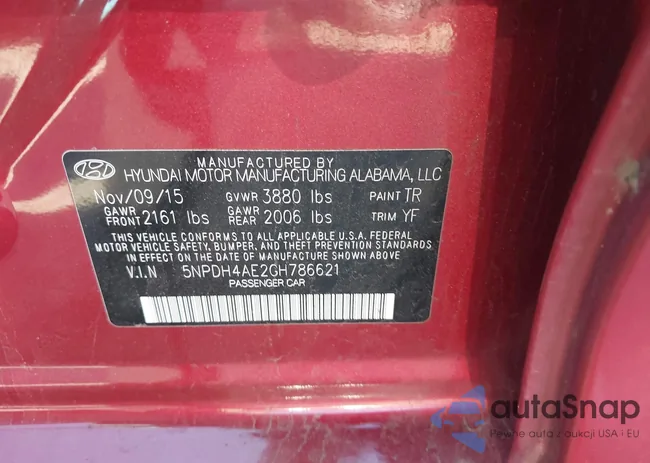 MANUFACTURED BY
HYUNDAI MOTOR MANUFACTURING ALABAMA, LLC
Nov/09/15 GVWR 3880 lbs PAINT TR
GAWR FRONT 2161 lbs GAWR REAR 2006 lbs TRIM YF
THIS VEHICLE CONFORMS TO ALL APPLICABLE U.S.A. FEDERAL
MOTOR VEHICLE SAFETY, BUMPER, AND THEFT PREVENTION STANDARDS
IN EFFECT ON THE DATE OF MANUFACTURE SHOWN ABOVE
V.I.N 5NPDH4AE2GH786621
PASSENGER CAR
autaSnap
Pewne auta z aukcji USA i EU